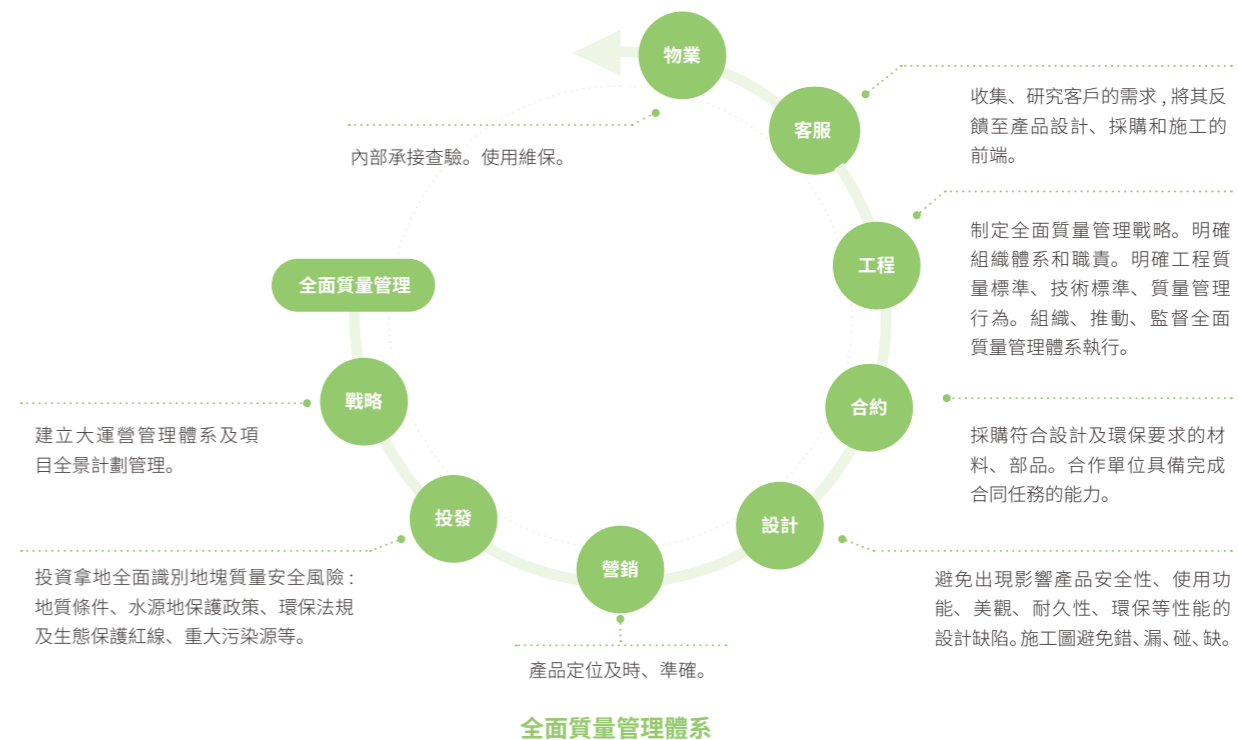 物業
客服
收集、研究客戶的需求 , 將其反
饋至產品設計、採購和施工的
前端。
內部承接查驗。使用維保。
工程
制定全面質量管理戰略。明確
組織體系和職責。明確工程質
量標準、技術標準、質量管理
行為。組織、推動、監督全面
質量管理體系執行。
全面質量管理
戰略
建立大運營管理體系及項
目全景計劃管理。
合約
採購符合設計及環保要求的材
料、部品。合作單位具備完成
合同任務的能力。
投發
投資拿地全面識別地塊質量安全風險 :
地質條件、水源地保護政策、環保法規
及生態保護紅線、重大污染源等。
設計
避免出現影響產品安全性、使用功
能、美觀、耐久性、環保等性能的
設計缺陷。施工圖避免錯、漏、碰、缺。
營銷
產品定位及時、準確。
全面質量管理體系